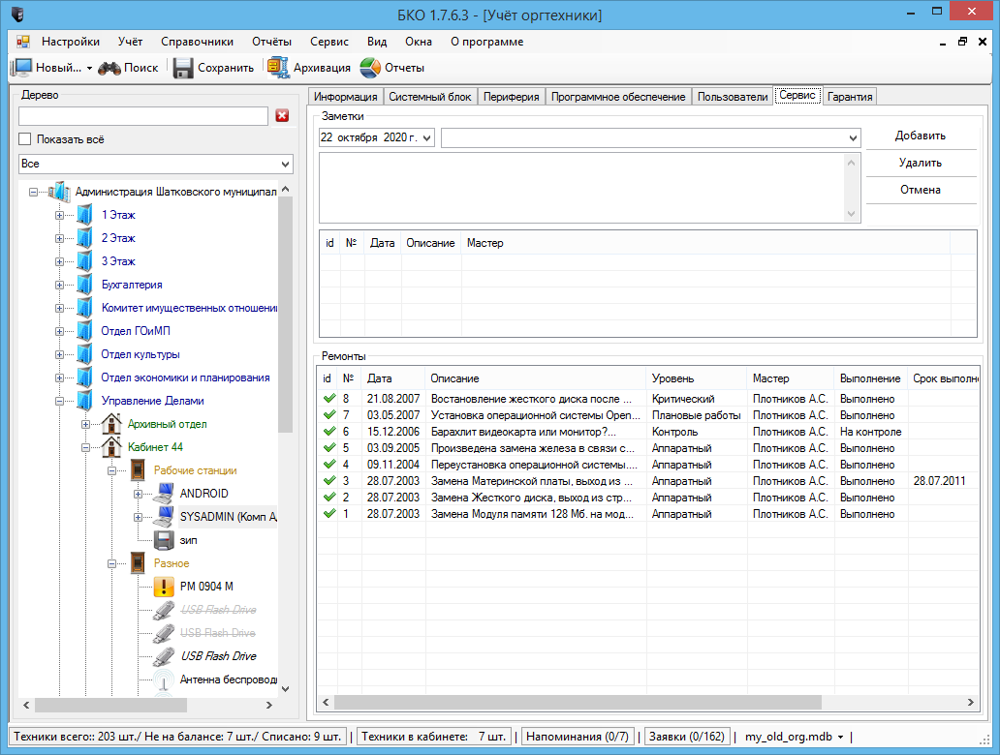 БКО 1.7.6.3 - [Учёт оргтехники]
Настройки Учёт Справочники Отчёты Сервис Вид Окна О программе
Новый... Поиск Сохранить Архивация Отчеты
Дерево
Показать всё
Все
Администрация Шатковского муниципал
1 Этаж
2 Этаж
3 Этаж
Бухгалтерия
Комитет имущественных отношени
Отдел ГОиМП
Отдел культуры
Отдел экономики и планирования
Управление Делами
Архивный отдел
Кабинет 44
Рабочие станции
ANDROID
SYSADMIN (Комп А,
зип
Разное
PM 0904 M
USB Flash Drive
USB Flash Drive
USB Flash Drive
Антенна беспровод
Информация Системный блок Периферия Программное обеспечение Пользователи Сервис Гарантия
Заметки
22 октября 2020 г.
Добавить
Удалить
Отмена
id № Дата Описание Мастер
Ремонты
id № Дата Описание Уровень Мастер Выполнение Срок выполн
8 21.08.2007 Востановление жесткого диска после ... Критический Плотников А.С. Выполнено
7 03.05.2007 Установка операционной системы Open... Плановые работы Плотников А.С. Выполнено
6 15.12.2006 Барахлит видеокарта или монитор?... Контроль Плотников А.С. На контроле
5 03.09.2005 Произведена замена железа в связи с... Аппаратный Плотников А.С. Выполнено
4 09.11.2004 Переустановка операционной системы.... Аппаратный Плотников А.С. Выполнено
3 28.07.2003 Замена Материнской платы, выход из ... Аппаратный Плотников А.С. Выполнено 28.07.2011
2 28.07.2003 Замена Жесткого диска, выход из стр... Аппаратный Плотников А.С. Выполнено
1 28.07.2003 Замена Модуля памяти 128 Мб. на мод... Аппаратный Плотников А.С. Выполнено
Техники всего:: 203 шт./ Не на балансе: 7 шт./ Списано: 9 шт. | Техники в кабинете: 7 шт. | Напоминания (0/7) | Заявки (0/162) | my_old_org.mdb |